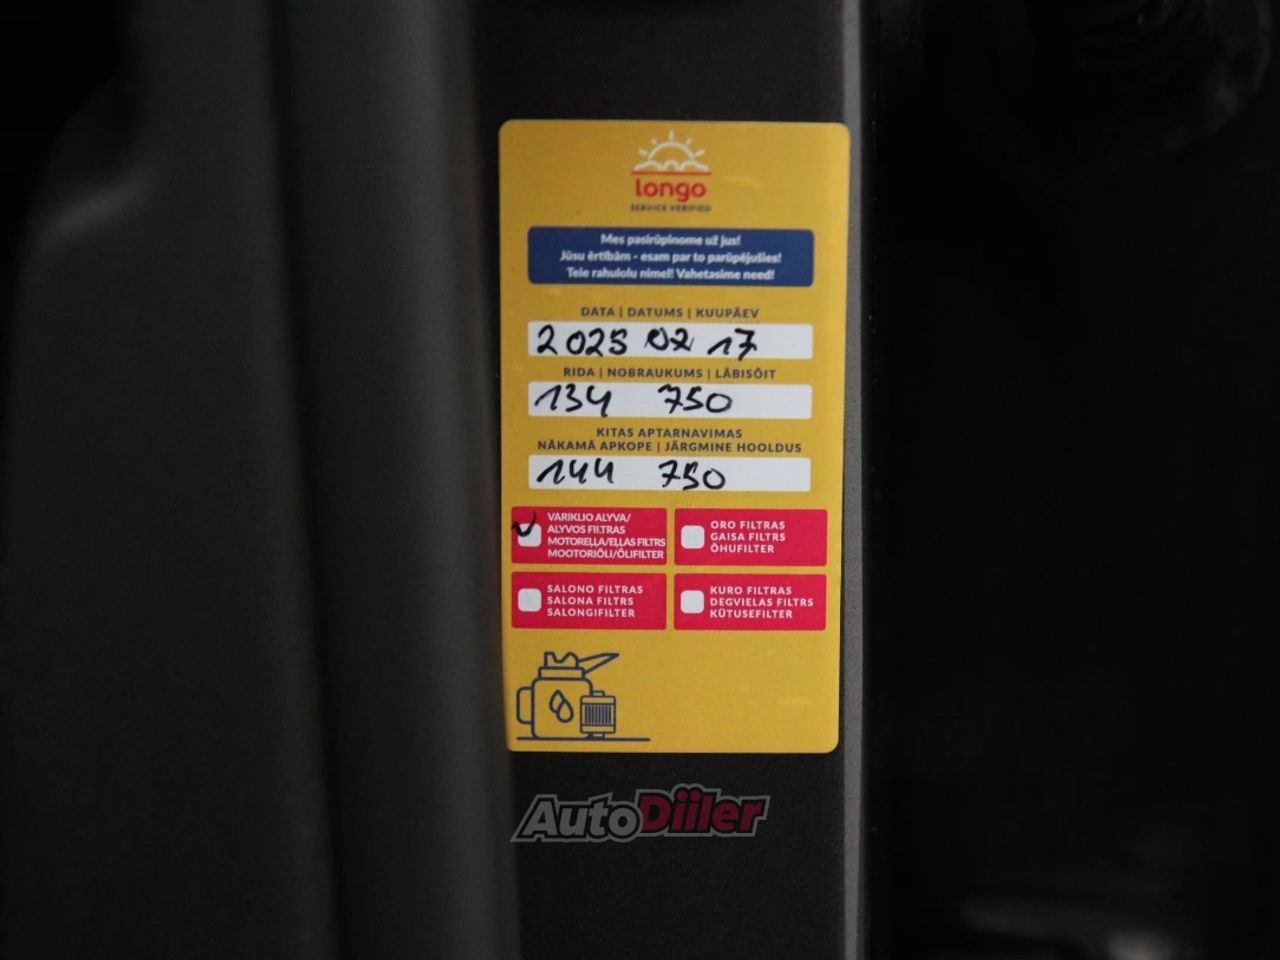 longo
SERVICE VERIFIED
Mes pasirūpinome už jus!
Jūsu ērtībām - esam par to parūpējušies!
Teie rahulolu nimel! Vahetasime need!
DATA | DATUMS | KUUPÄEV
2025 02 17
RIDA | NOBRAUKUMS | LÄBISÕIT
134 750
KITAS APTARNAVIMAS
NĀKAMĀ APKOPE | JÄRGMINE HOOLDUS
144 750
VARIKLIO ALYVA/
ALYVOS FILTRAS
MOTOREĻĻA/EĻĻAS FILTRS
MOOTORIÕLI/ÕLIFILTER
ORO FILTRAS
GAISA FILTRS
ÕHUFILTER
SALONO FILTRAS
SALONA FILTRS
SALONGIFILTER
KURO FILTRAS
DEGVIELAS FILTRS
KÜTUSEFILTER
AutoDiiler